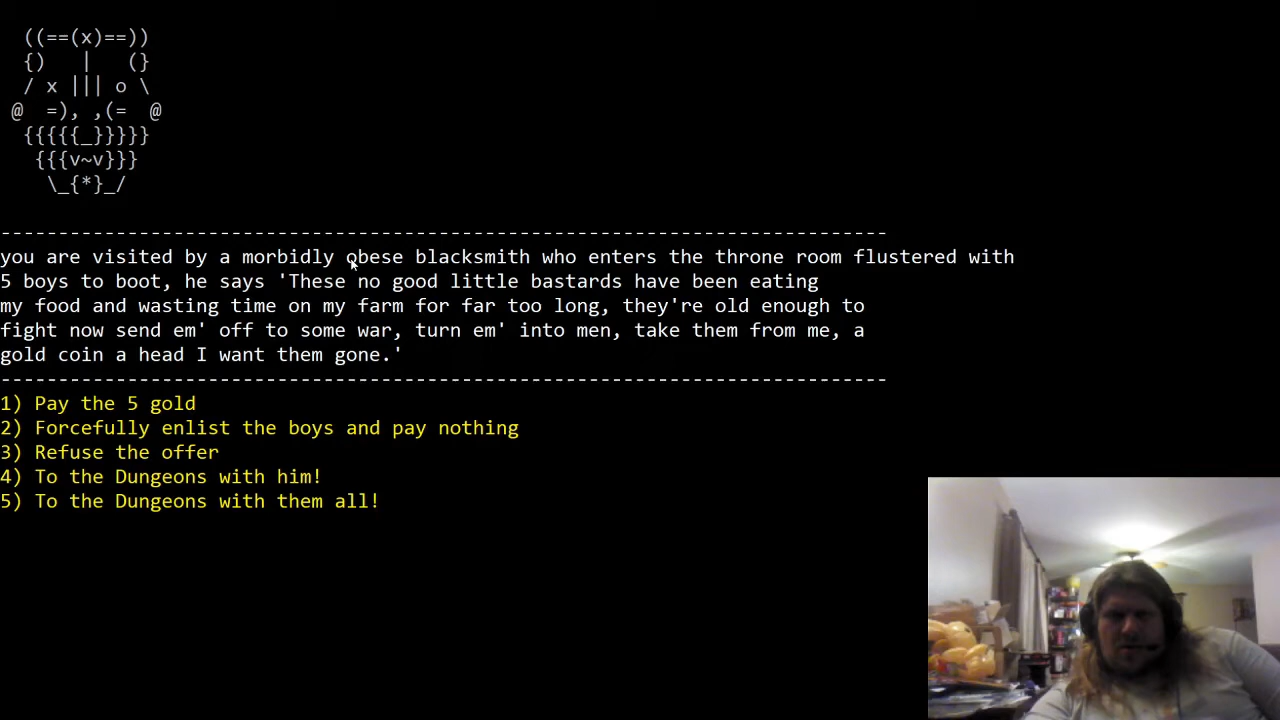 ((==(x)==))
{)   |   (}
/ x ||| o \
@  =), ,(=  @
{{{{{_}}}}}
{{{v~v}}}
\_{*}_/
-----------------------------------------------------------------------------
you are visited by a morbidly obese blacksmith who enters the throne room flustered with
5 boys to boot, he says 'These no good little bastards have been eating
my food and wasting time on my farm for far too long, they're old enough to
fight now send em' off to some war, turn em' into men, take them from me, a
gold coin a head I want them gone.'
-----------------------------------------------------------------------------
1) Pay the 5 gold
2) Forcefully enlist the boys and pay nothing
3) Refuse the offer
4) To the Dungeons with him!
5) To the Dungeons with them all!